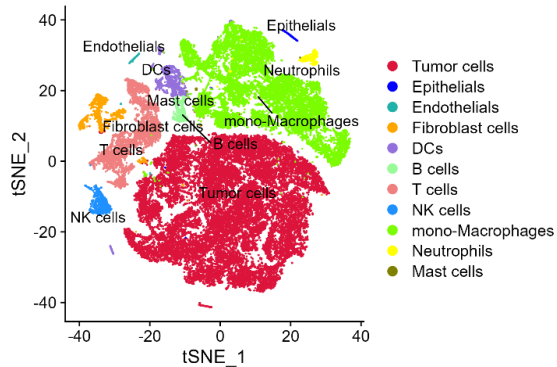 40
20
0
-20
-40
tSNE_2
-40 -20 0 20 40
tSNE_1
Epithelials
Endothelials
DCs
Neutrophils
Mast cells
mono-Macrophages
Fibroblast cells
B cells
T cells
Tumor cells
NK cells
Tumor cells
Epithelials
Endothelials
Fibroblast cells
DCs
B cells
T cells
NK cells
mono-Macrophages
Neutrophils
Mast cells